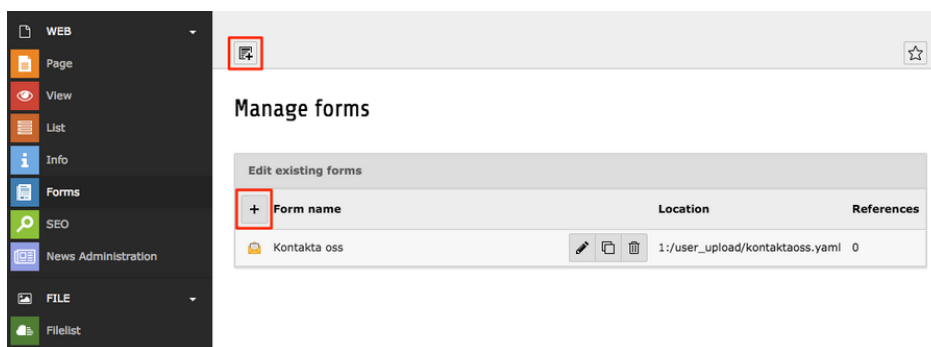 WEB
Page
View
List
Info
Forms
SEO
News Administration
FILE
Filelist
Manage forms
Edit existing forms
Form name Location References
Kontakta oss 1:/user_upload/kontaktaoss.yaml 0